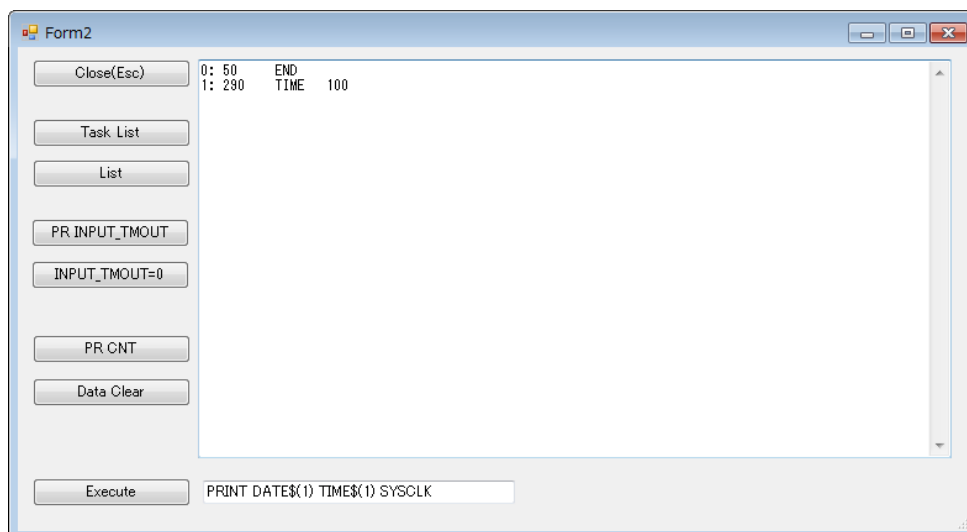 Form2
Close(Esc)
0: 50 END
1: 290 TIME 100
Task List
List
PR INPUT_TMOUT
INPUT_TMOUT=0
PR CNT
Data Clear
Execute
PRINT DATE$(1) TIME$(1) SYSCLK